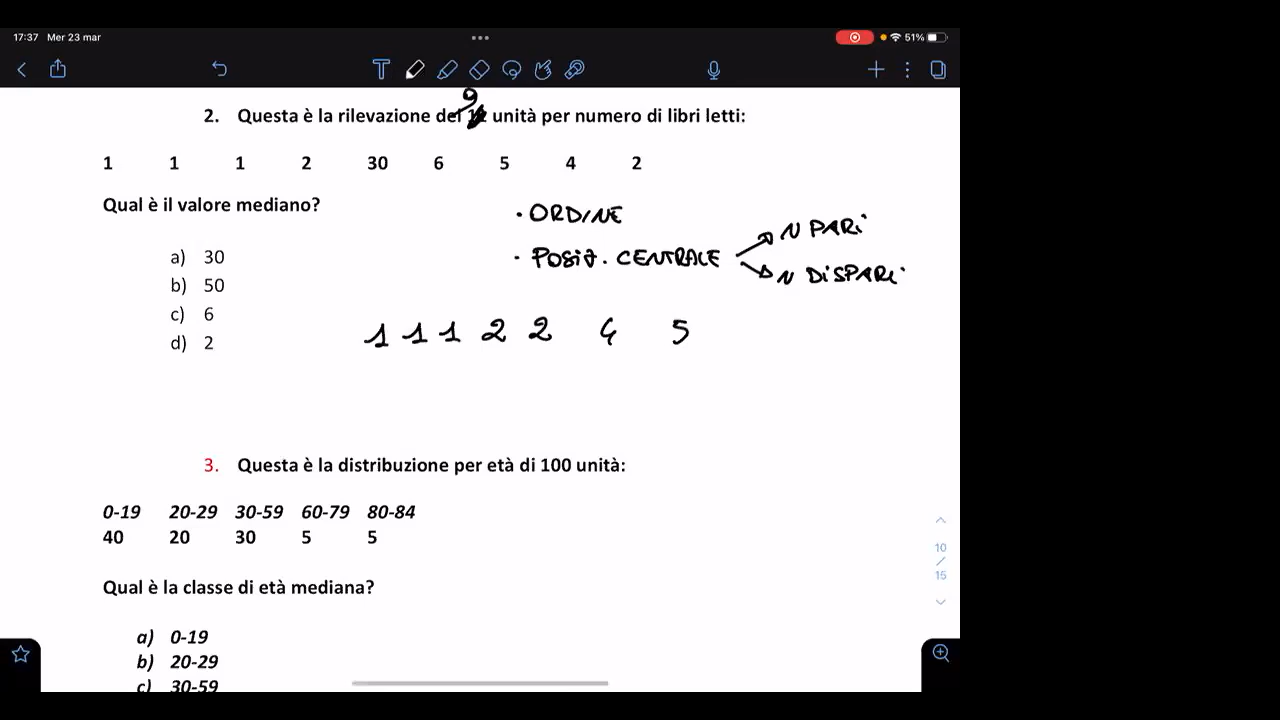 17:37 Mer 23 mar
51%
9
2. Questa è la rilevazione del unità per numero di libri letti:
1 1 1 2 30 6 5 4 2
Qual è il valore mediano?
· ORDINE
N PARI
· POSIZ. CENTRALE
N DISPARI
a) 30
b) 50
c) 6
d) 2
1 1 1 2 2 4 5
3. Questa è la distribuzione per età di 100 unità:
0-19 20-29 30-59 60-79 80-84
40 20 30 5 5
10
/
15
Qual è la classe di età mediana?
a) 0-19
b) 20-29
c) 30-59